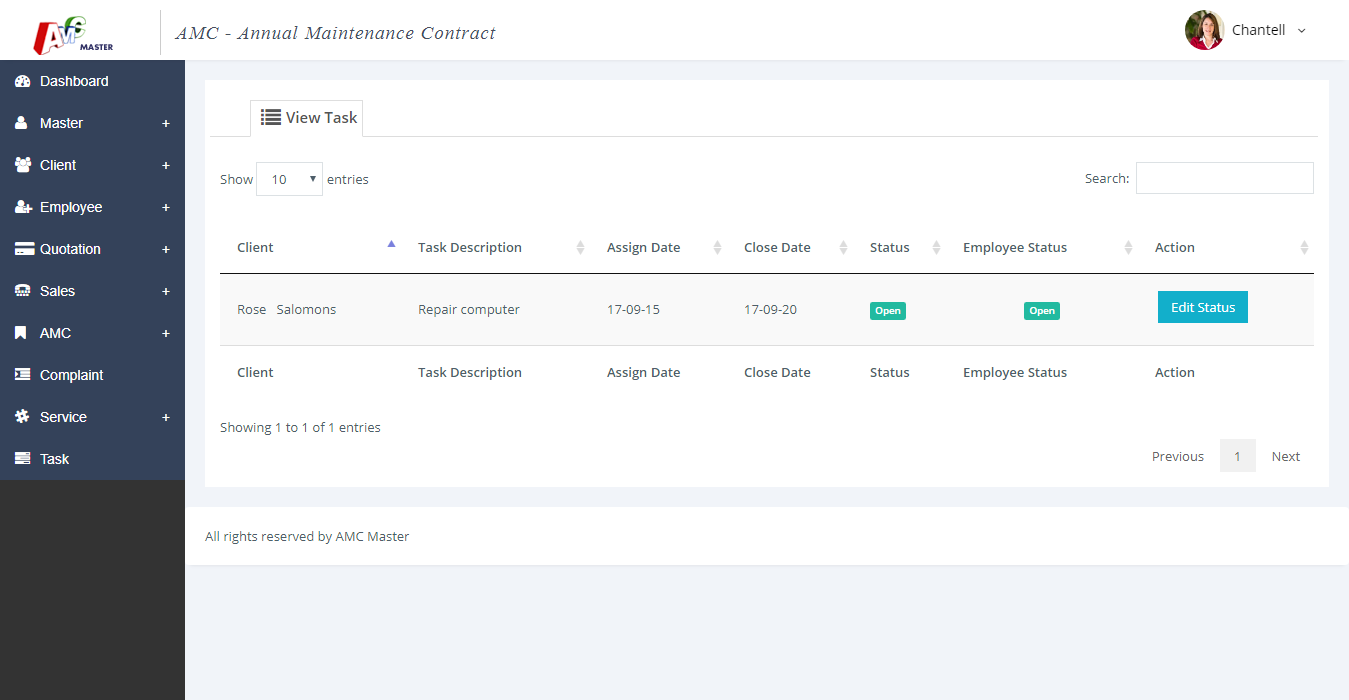 AMC MASTER
AMC - Annual Maintenance Contract
Chantell
Dashboard
Master +
Client +
Employee +
Quotation +
Sales +
AMC +
Complaint
Service +
Task
View Task
Show 10 entries
Search:
Client Task Description Assign Date Close Date Status Employee Status Action
Rose Salomons Repair computer 17-09-15 17-09-20 Open Open Edit Status
Client Task Description Assign Date Close Date Status Employee Status Action
Showing 1 to 1 of 1 entries
Previous 1 Next
All rights reserved by AMC Master